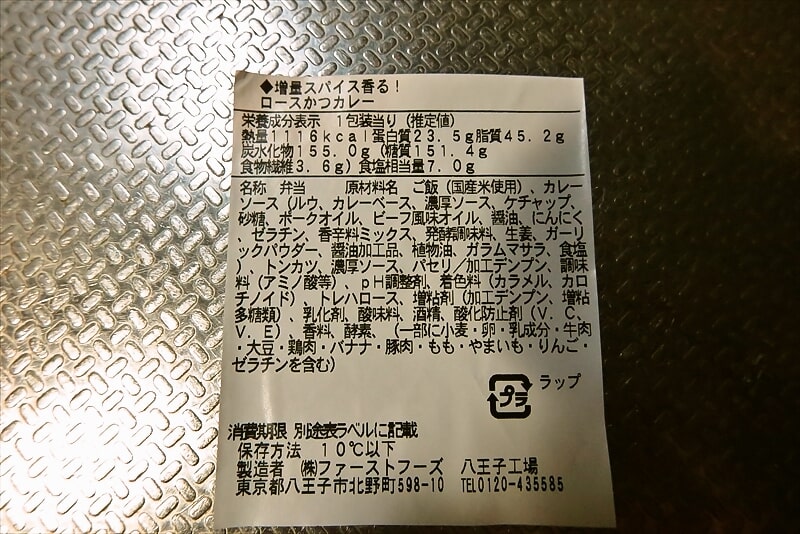 ◆増量スパイス香る！
ロースかつカレー
栄養成分表示　1包装当り（推定値）
熱量1116kcal蛋白質23.5g脂質45.2g
炭水化物155.0g（糖質151.4g
食物繊維3.6g）食塩相当量7.0g
名称　弁当　　原材料名　ご飯（国産米使用）、カレー
ソース（ルウ、カレーベース、濃厚ソース、ケチャップ、
砂糖、ポークオイル、ビーフ風味オイル、醤油、にんにく
、ゼラチン、香辛料ミックス、発酵調味料、生姜、ガーリ
ックパウダー、醤油加工品、植物油、ガラムマサラ、食塩
）、トンカツ、濃厚ソース、パセリ／加工デンプン、調味
料（アミノ酸等）、pH調整剤、着色料（カラメル、カロ
チノイド）、トレハロース、増粘剤（加工デンプン、増粘
多糖類）、乳化剤、酸味料、酒精、酸化防止剤（V．C、
V．E）、香料、酵素、（一部に小麦・卵・乳成分・牛肉
・大豆・鶏肉・バナナ・豚肉・もも・やまいも・りんご・
ゼラチンを含む）
プラ ラップ
消費期限　別途表ラベルに記載
保存方法　10℃以下
製造者　㈱ファーストフーズ　八王子工場
東京都八王子市北野町598-10　TEL0120-435585